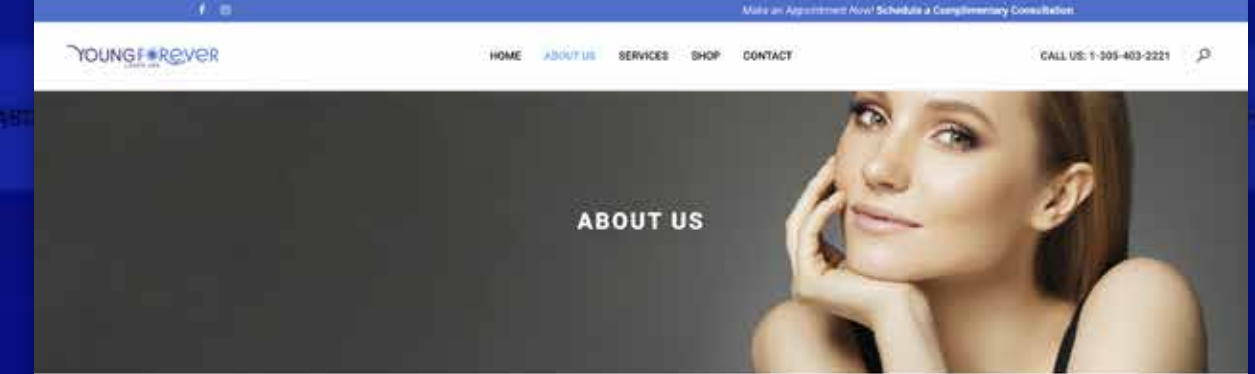 Make an Appointment Now! Schedule a Complimentary Consultation
YOUNGFOREVER
HOME ABOUT US SERVICES SHOP CONTACT
CALL US: 1-305-403-2221
ABOUT US